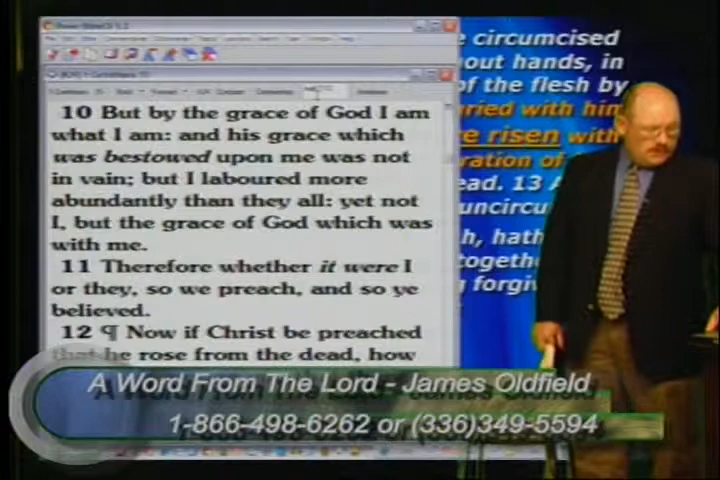 10 But by the grace of God I am
what I am: and his grace which
was bestowed upon me was not
in vain; but I laboured more
abundantly than they all: yet not
I, but the grace of God which was
with me.
11 Therefore whether it were I
or they, so we preach, and so ye
believed.
12 ¶ Now if Christ be preached
that he rose from the dead, how
e circumcised
out hands, in
of the flesh by
ried with him
e risen with
ration of
ead. 13 A
uncircu
h, hath
togethe
g forgiv
A Word From The Lord - James Oldfield
1-866-498-6262 or (336)349-5594